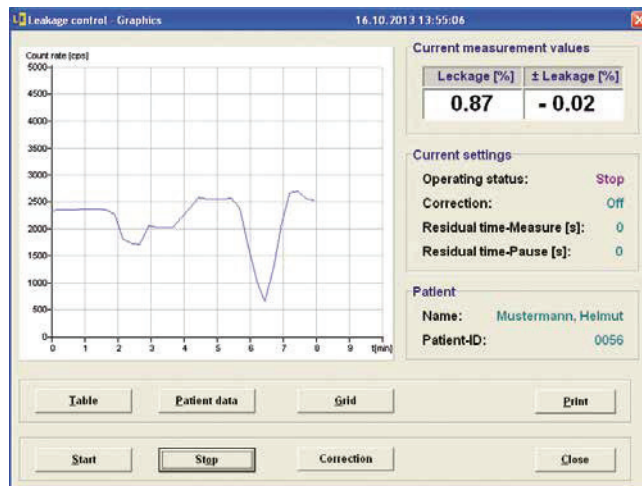 Leakage control - Graphics 16.10.2013 13:55:06
Count rate [cps]
5000
4500
4000
3500
3000
2500
2000
1500
1000
500
0
0 1 2 3 4 5 6 7 8 9 t[min]
Current measurement values
Leckage [%] ± Leakage [%]
0.87 - 0.02
Current settings
Operating status: Stop
Correction: Off
Residual time-Measure [s]: 0
Residual time-Pause [s]: 0
Patient
Name: Mustermann, Helmut
Patient-ID: 0056
Table Patient data Grid Print
Start Stop Correction Close